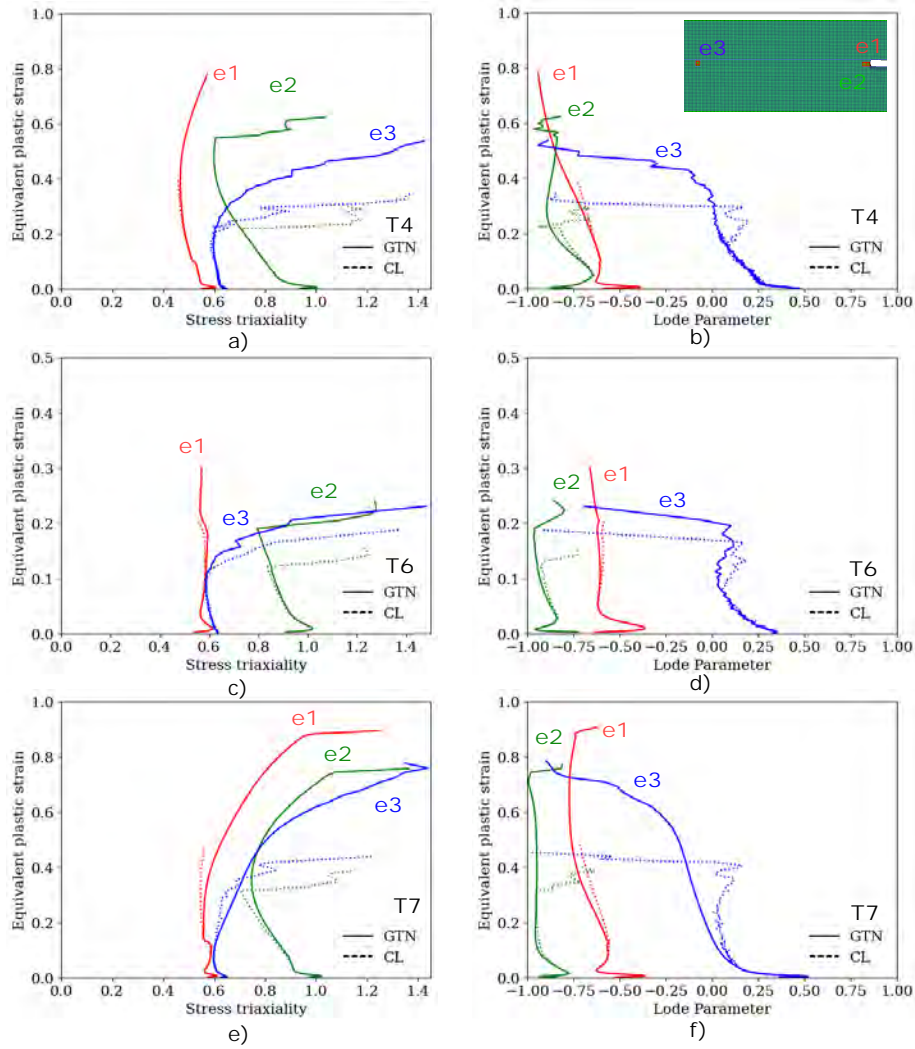 1.0
0.8
0.6
0.4
0.2
0.0
Equivalent plastic strain
e1
e2
e3
T4
GTN
CL
0.0 0.2 0.4 0.6 0.8 1.0 1.2 1.4
Stress triaxiality
a)
1.0
0.8
0.6
0.4
0.2
0.0
Equivalent plastic strain
e3
e1
e2
e1
e2
e3
T4
GTN
CL
−1.00 −0.75 −0.50 −0.25 0.00 0.25 0.50 0.75 1.00
Lode Parameter
b)
0.5
0.4
0.3
0.2
0.1
0.0
Equivalent plastic strain
e1
e2
e3
T6
GTN
CL
0.0 0.2 0.4 0.6 0.8 1.0 1.2 1.4
Stress triaxiality
c)
0.5
0.4
0.3
0.2
0.1
0.0
Equivalent plastic strain
e1
e2
e3
T6
GTN
CL
−1.00 −0.75 −0.50 −0.25 0.00 0.25 0.50 0.75 1.00
Lode Parameter
d)
1.0
0.8
0.6
0.4
0.2
0.0
Equivalent plastic strain
e1
e2
e3
T7
GTN
CL
0.0 0.2 0.4 0.6 0.8 1.0 1.2 1.4
Stress triaxiality
e)
1.0
0.8
0.6
0.4
0.2
0.0
Equivalent plastic strain
e1
e2
e3
T7
GTN
CL
−1.00 −0.75 −0.50 −0.25 0.00 0.25 0.50 0.75 1.00
Lode Parameter
f)